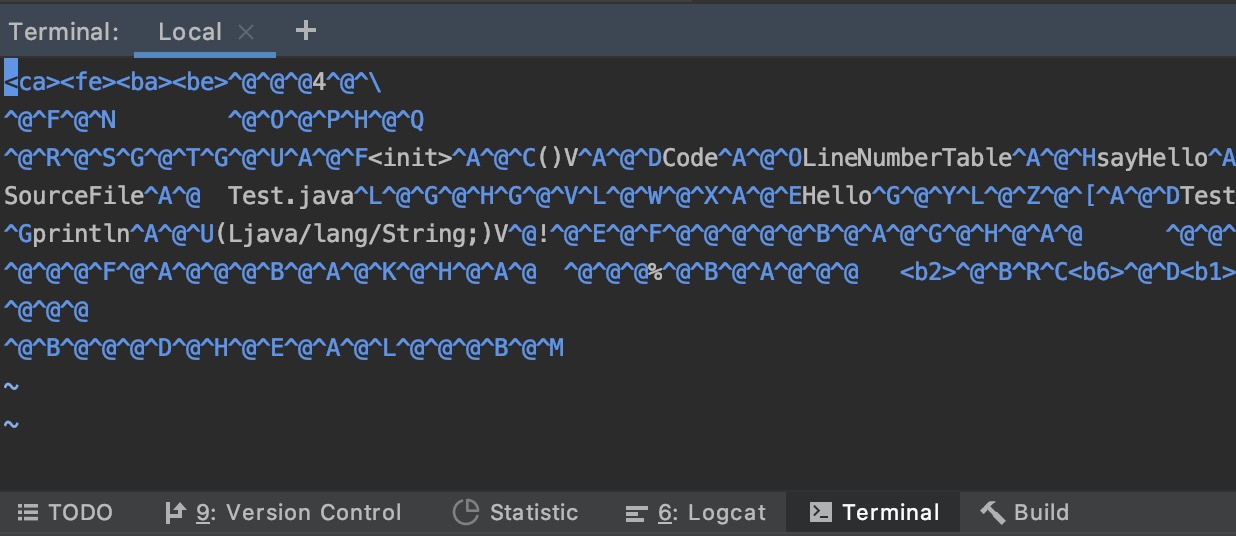 Terminal: Local × +
<ca><fe><ba><be>^@^@^@4^@^\
^@^F^@^N        ^@^O^@^P^H^@^Q
^@^R^@^S^G^@^T^G^@^U^A^@^F<init>^A^@^C()V^A^@^DCode^A^@^OLineNumberTable^A^@^HsayHello^A
SourceFile^A^@  Test.java^L^@^G^@^H^G^@^V^L^@^W^@^X^A^@^EHello^G^@^Y^L^@^Z^@^[^A^@^DTest
^Gprintln^A^@^U(Ljava/lang/String;)V^@!^@^E^@^F^@^@^@^@^@^B^@^A^@^G^@^H^@^A^@      ^@^@^
^@^@^@^F^@^A^@^@^@^B^@^A^@^K^@^H^@^A^@  ^@^@^@%^@^B^@^A^@^@^@   <b2>^@^B^R^C<b6>^@^D<b1>
^@^@^@
^@^B^@^@^@^D^@^H^@^E^@^A^@^L^@^@^@^B^@^M
~
~
TODO 9: Version Control Statistic 6: Logcat Terminal Build